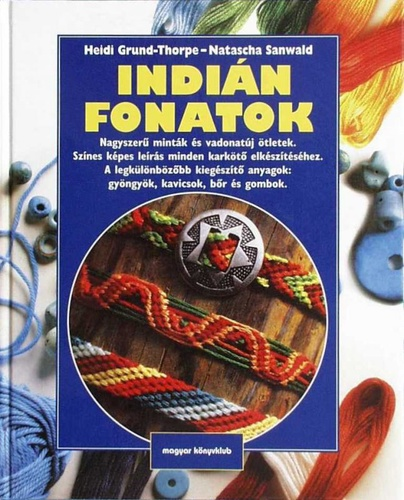 Heidi Grund-Thorpe – Natascha Sanwald
INDIÁN
FONATOK
Nagyszerű minták és vadonatúj ötletek.
Színes képes leírás minden karkötő elkészítéséhez.
A legkülönbözőbb kiegészítő anyagok:
gyöngyök, kavicsok, bőr és gombok.
magyar könyvklub